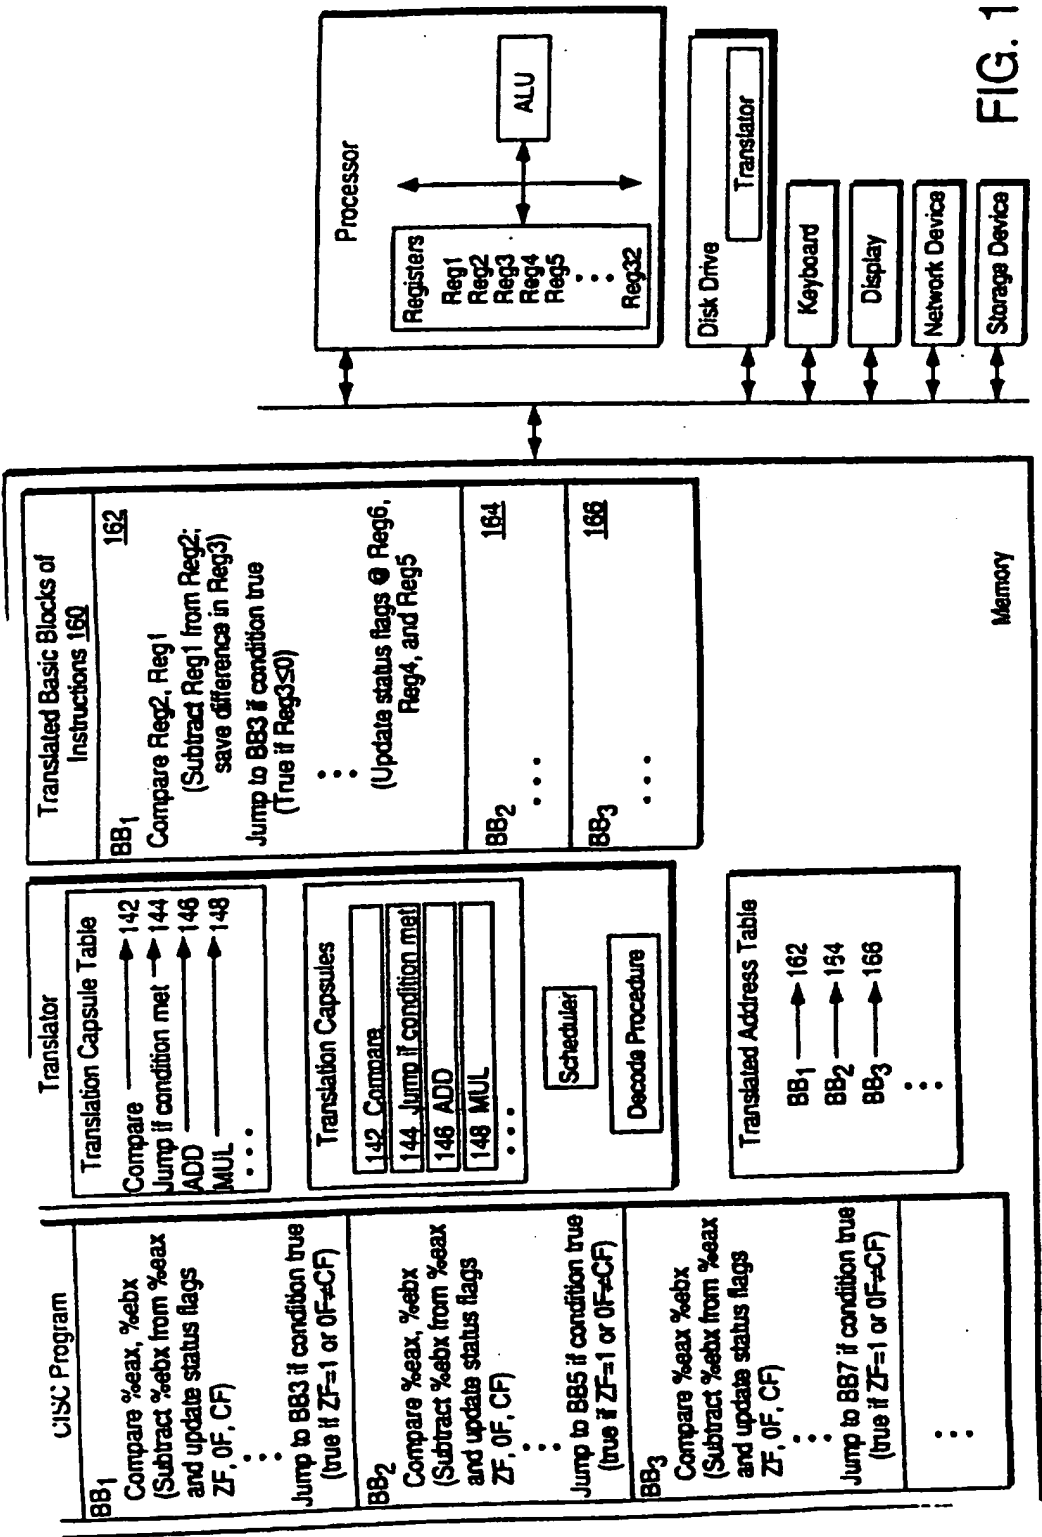 CISC Program
BB1
Compare %eax, %ebx
(Subtract %ebx from %eax
and update status flags
ZF, 0F, CF)
Jump to BB3 if condition true
(true if ZF=1 or 0F≠CF)
BB2
Compare %eax, %ebx
(Subtract %ebx from %eax
and update status flags
ZF, 0F, CF)
Jump to BB5 if condition true
(true if ZF=1 or 0F≠CF)
BB3
Compare %eax %ebx
(Subtract %ebx from %eax
and update status flags
ZF, 0F, CF)
Jump to BB7 if condition true
(true if ZF=1 or 0F≠CF)
Translator
Translation Capsule Table
Compare 142
Jump if condition met 144
ADD 146
MUL 148
Translation Capsules
142 Compare
144 Jump if condition met
146 ADD
148 MUL
Scheduler
Decode Procedure
Translated Address Table
BB1 162
BB2 164
BB3 166
Translated Basic Blocks of
Instructions 160
BB1 162
Compare Reg2, Reg1
(Subtract Reg1 from Reg2;
save difference in Reg3)
Jump to BB3 if condition true
(True if Reg3≤0)
(Update status flags @ Reg6,
Reg4, and Reg5
BB2 164
BB3 166
Memory
Processor
Registers
Reg1
Reg2
Reg3
Reg4
Reg5
Reg32
ALU
Disk Drive
Translator
Keyboard
Display
Network Device
Storage Device
FIG. 1